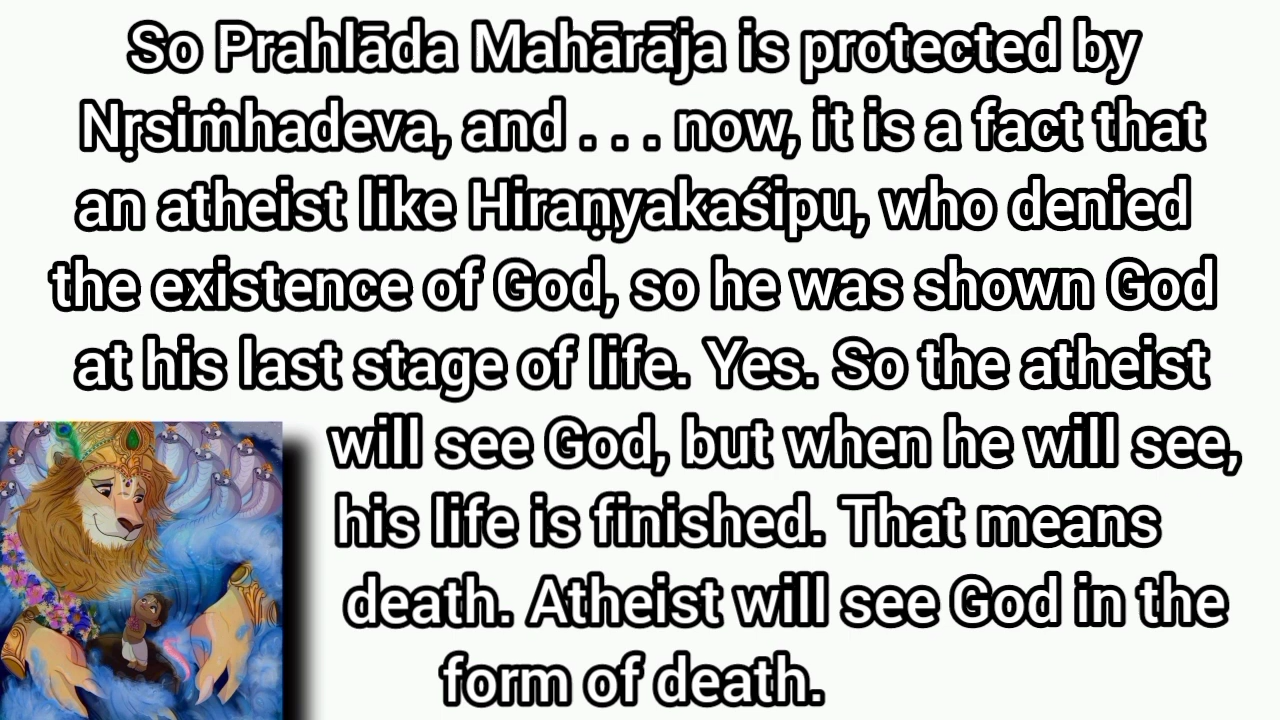 So Prahlāda Mahārāja is protected by
Nṛsiṁhadeva, and . . . now, it is a fact that
an atheist like Hiraṇyakaśipu, who denied
the existence of God, so he was shown God
at his last stage of life. Yes. So the atheist
will see God, but when he will see,
his life is finished. That means
death. Atheist will see God in the
form of death.